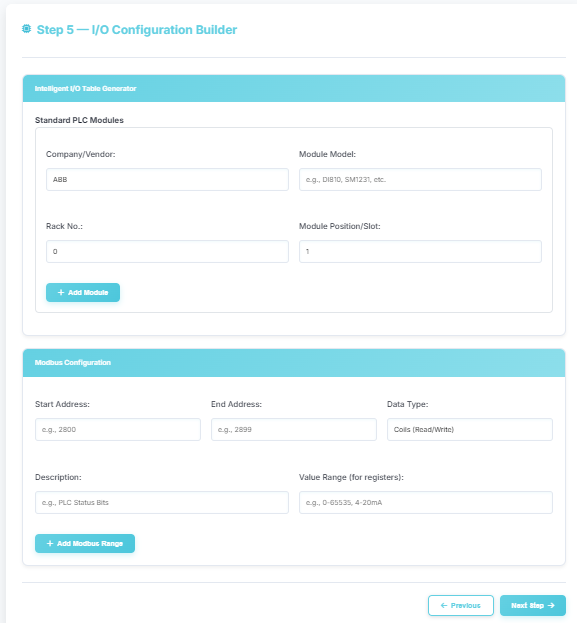 Step 5 — I/O Configuration Builder
Intelligent I/O Table Generator
Standard PLC Modules
Company/Vendor: Module Model:
ABB e.g., DI810, SM1231, etc.
Rack No.: Module Position/Slot:
0 1
+ Add Module
Modbus Configuration
Start Address: End Address: Data Type:
e.g., 2800 e.g., 2899 Coils (Read/Write)
Description: Value Range (for registers):
e.g., PLC Status Bits e.g., 0-65535, 4-20mA
+ Add Modbus Range
← Previous Next Step →